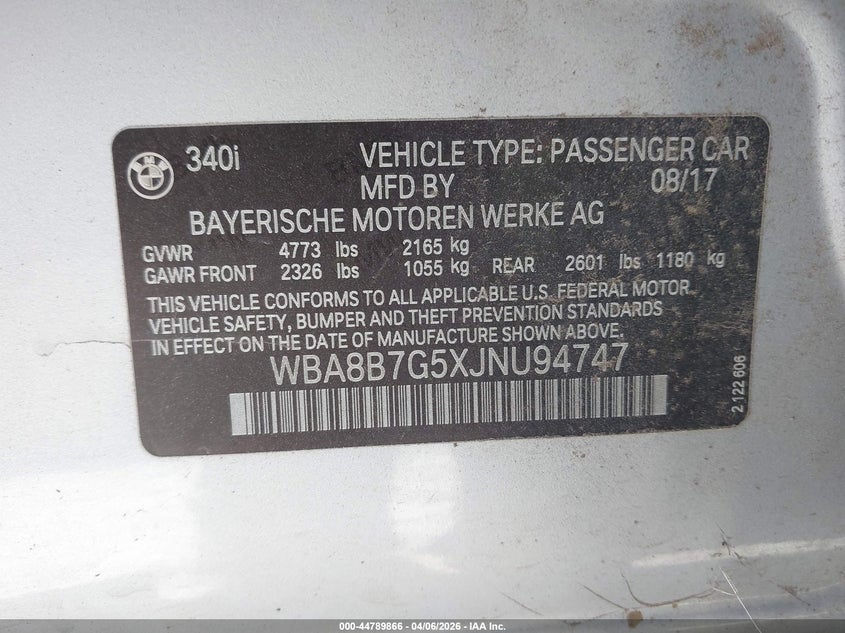 BMW
340i VEHICLE TYPE: PASSENGER CAR
MFD BY 08/17
BAYERISCHE MOTOREN WERKE AG
GVWR 4773 lbs 2165 kg
GAWR FRONT 2326 lbs 1055 kg REAR 2601 lbs 1180 kg
THIS VEHICLE CONFORMS TO ALL APPLICABLE U.S. FEDERAL MOTOR
VEHICLE SAFETY, BUMPER AND THEFT PREVENTION STANDARDS
IN EFFECT ON THE DATE OF MANUFACTURE SHOWN ABOVE.
WBA8B7G5XJNU94747
2 122 606
000-44789866 - 04/06/2026 - IAA Inc.